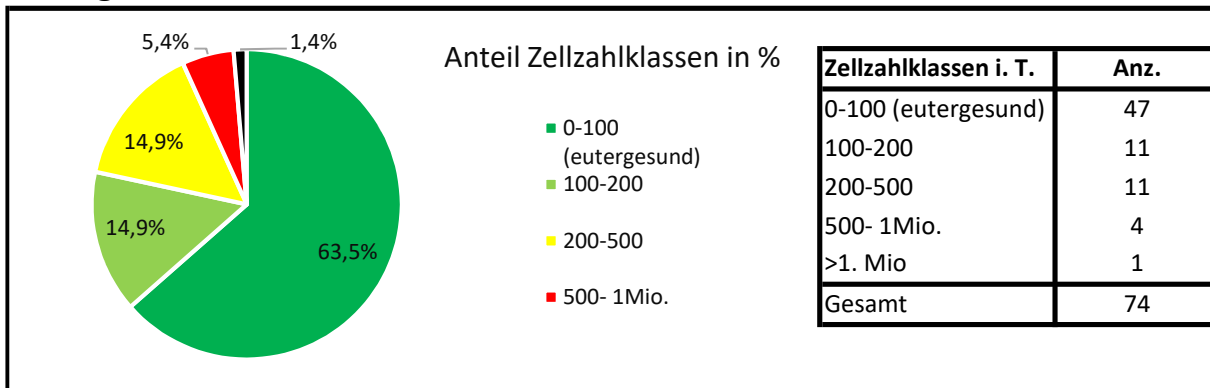 5,4%
1,4%
14,9%
14,9%
63,5%
Anteil Zellzahlklassen in %
0-100
(eutergesund)
100-200
200-500
500- 1Mio.
Zellzahlklassen i. T. Anz.
0-100 (eutergesund) 47
100-200 11
200-500 11
500- 1Mio. 4
>1. Mio 1
Gesamt 74